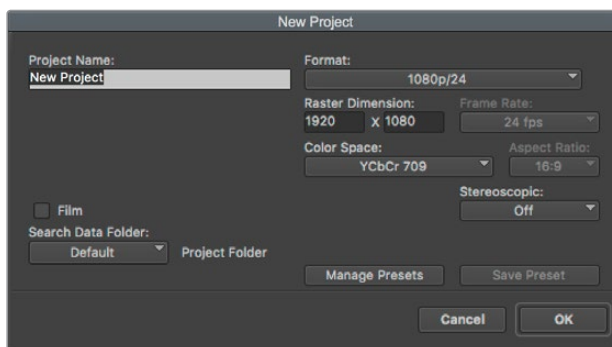 New Project
Project Name:
New Project
Format:
1080p/24
Raster Dimension:
Frame Rate:
1920 x 1080
24 fps
Color Space:
Aspect Ratio:
YCbCr 709
16:9
Stereoscopic:
Film
Off
Search Data Folder:
Default
Project Folder
Manage Presets
Save Preset
Cancel
OK